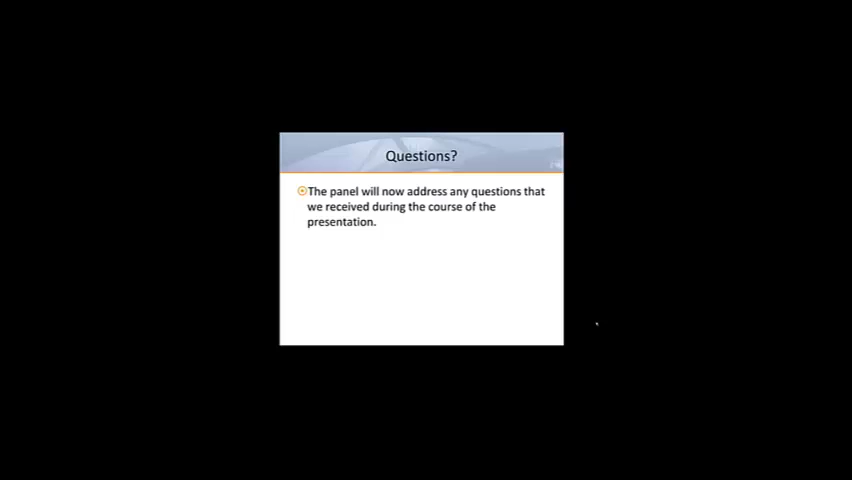 Questions?
The panel will now address any questions that
we received during the course of the
presentation.